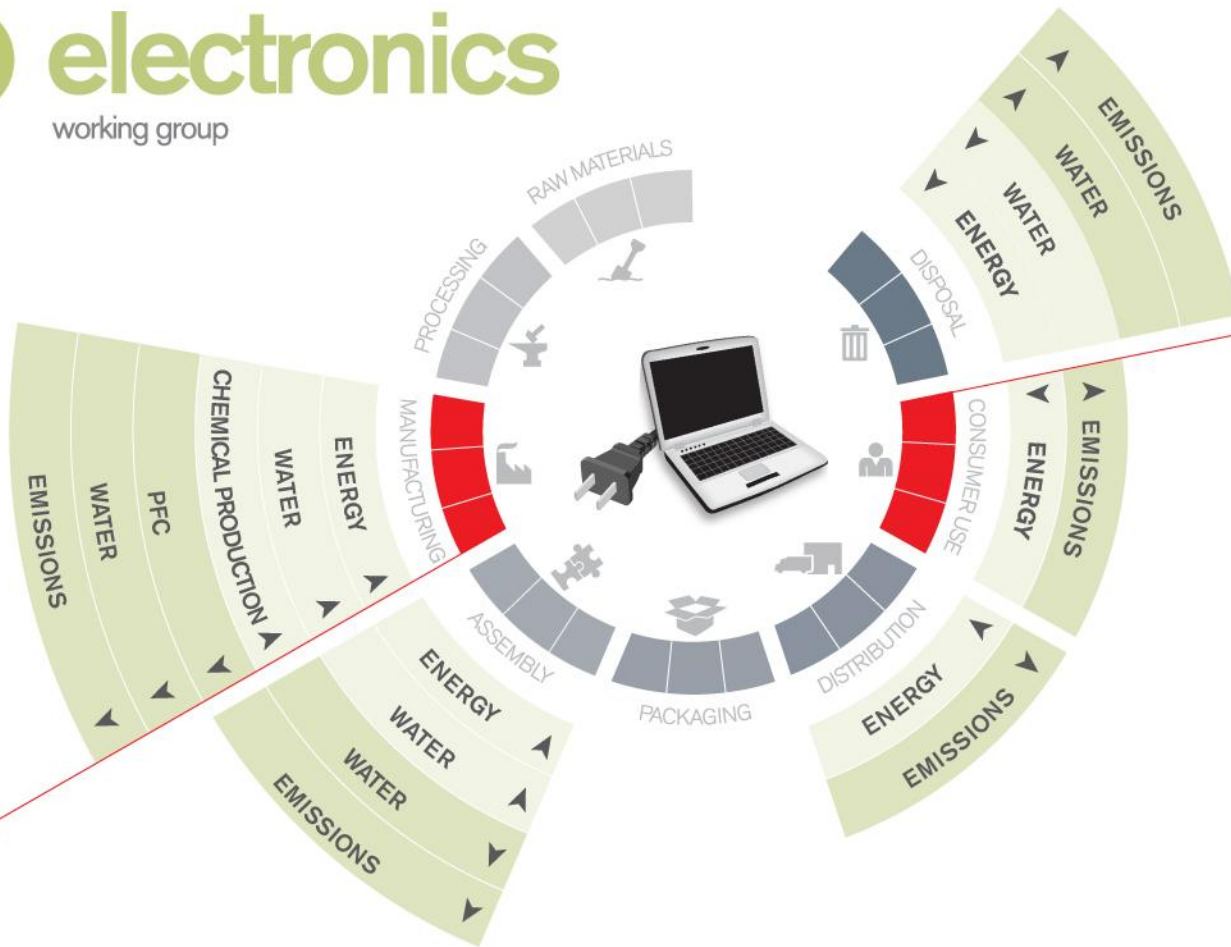 electronics
working group
RAW MATERIALS
PROCESSING
MANUFACTURING
ENERGY
WATER
CHEMICAL PRODUCTION
PFC
WATER
EMISSIONS
ASSEMBLY
ENERGY
WATER
WATER
EMISSIONS
PACKAGING
DISTRIBUTION
ENERGY
EMISSIONS
CONSUMER USE
ENERGY
EMISSIONS
DISPOSAL
ENERGY
WATER
WATER
EMISSIONS